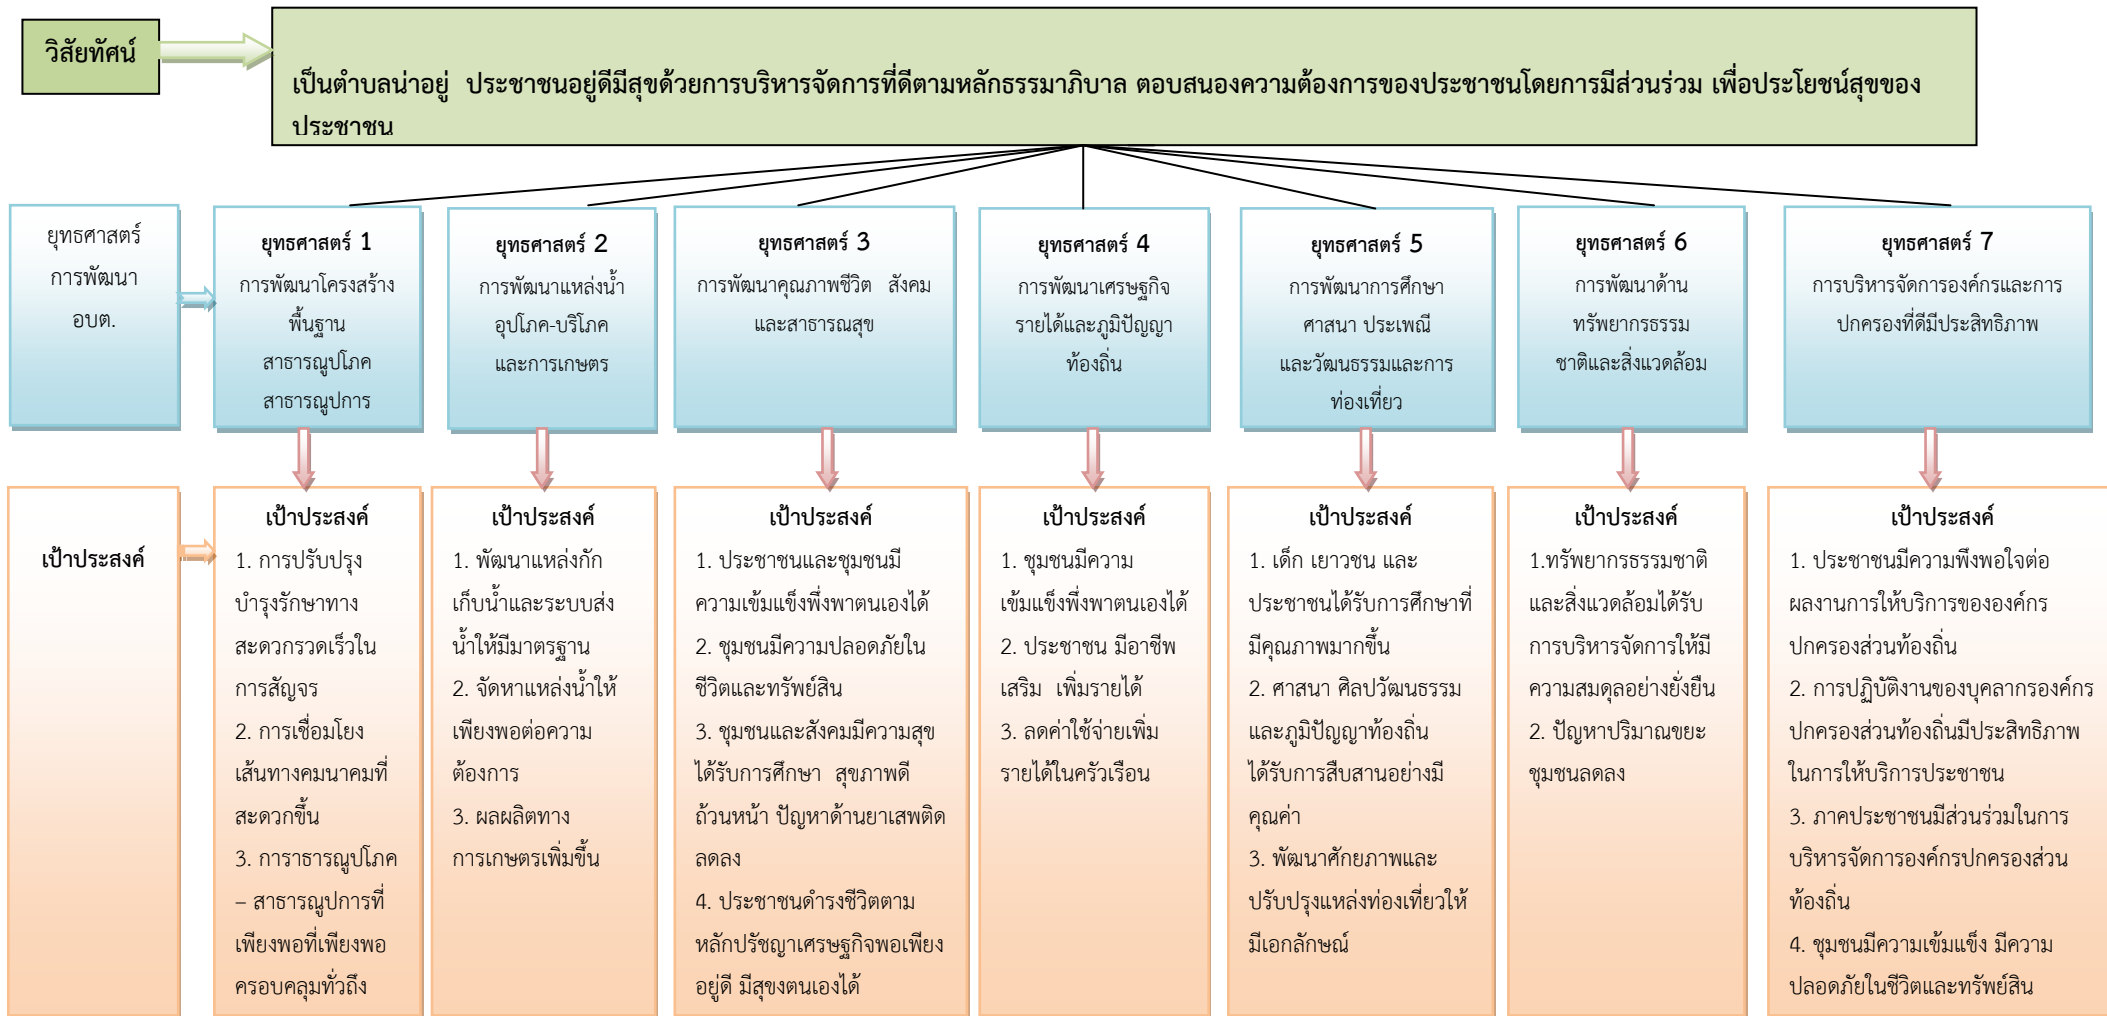 วิสัยทัศน์
เป็นตำบลน่าอยู่  ประชาชนอยู่ดีมีสุขด้วยการบริหารจัดการที่ดีตามหลักธรรมาภิบาล ตอบสนองความต้องการของประชาชนโดยการมีส่วนร่วม เพื่อประโยชน์สุขของ
ประชาชน
ยุทธศาสตร์
การพัฒนา
อบต.
ยุทธศาสตร์ 1
การพัฒนาโครงสร้าง
พื้นฐาน
สาธารณูปโภค
สาธารณูปการ
ยุทธศาสตร์ 2
การพัฒนาแหล่งน้ำ
อุปโภค-บริโภค
และการเกษตร
ยุทธศาสตร์ 3
การพัฒนาคุณภาพชีวิต  สังคม
และสาธารณสุข
ยุทธศาสตร์ 4
การพัฒนาเศรษฐกิจ
รายได้และภูมิปัญญา
ท้องถิ่น
ยุทธศาสตร์ 5
การพัฒนาการศึกษา
ศาสนา ประเพณี
และวัฒนธรรมและการ
ท่องเที่ยว
ยุทธศาสตร์ 6
การพัฒนาด้าน
ทรัพยากรธรรม
ชาติและสิ่งแวดล้อม
ยุทธศาสตร์ 7
การบริหารจัดการองค์กรและการ
ปกครองที่ดีมีประสิทธิภาพ
เป้าประสงค์
เป้าประสงค์
1. การปรับปรุง
บำรุงรักษาทาง
สะดวกรวดเร็วใน
การสัญจร
2. การเชื่อมโยง
เส้นทางคมนาคมที่
สะดวกขึ้น
3. การาธารณูปโภค
– สาธารณูปการที่
เพียงพอที่เพียงพอ
ครอบคลุมทั่วถึง
เป้าประสงค์
1. พัฒนาแหล่งกัก
เก็บน้ำและระบบส่ง
น้ำให้มีมาตรฐาน
2. จัดหาแหล่งน้ำให้
เพียงพอต่อความ
ต้องการ
3. ผลผลิตทาง
การเกษตรเพิ่มขึ้น
เป้าประสงค์
1. ประชาชนและชุมชนมี
ความเข้มแข็งพึ่งพาตนเองได้
2. ชุมชนมีความปลอดภัยใน
ชีวิตและทรัพย์สิน
3. ชุมชนและสังคมมีความสุข
ได้รับการศึกษา  สุขภาพดี
ถ้วนหน้า ปัญหาด้านยาเสพติด
ลดลง
4. ประชาชนดำรงชีวิตตาม
หลักปรัชญาเศรษฐกิจพอเพียง
อยู่ดี มีสุขงตนเองได้
เป้าประสงค์
1. ชุมชนมีความ
เข้มแข็งพึ่งพาตนเองได้
2. ประชาชน มีอาชีพ
เสริม  เพิ่มรายได้
3. ลดค่าใช้จ่ายเพิ่ม
รายได้ในครัวเรือน
เป้าประสงค์
1. เด็ก เยาวชน และ
ประชาชนได้รับการศึกษาที่
มีคุณภาพมากขึ้น
2. ศาสนา ศิลปวัฒนธรรม
และภูมิปัญญาท้องถิ่น
ได้รับการสืบสานอย่างมี
คุณค่า
3. พัฒนาศักยภาพและ
ปรับปรุงแหล่งท่องเที่ยวให้
มีเอกลักษณ์
เป้าประสงค์
1.ทรัพยากรธรรมชาติ
และสิ่งแวดล้อมได้รับ
การบริหารจัดการให้มี
ความสมดุลอย่างยั่งยืน
2. ปัญหาปริมาณขยะ
ชุมชนลดลง
เป้าประสงค์
1. ประชาชนมีความพึงพอใจต่อ
ผลงานการให้บริการขององค์กร
ปกครองส่วนท้องถิ่น
2. การปฏิบัติงานของบุคลากรองค์กร
ปกครองส่วนท้องถิ่นมีประสิทธิภาพ
ในการให้บริการประชาชน
3. ภาคประชาชนมีส่วนร่วมในการ
บริหารจัดการองค์กรปกครองส่วน
ท้องถิ่น
4. ชุมชนมีความเข้มแข็ง มีความ
ปลอดภัยในชีวิตและทรัพย์สิน